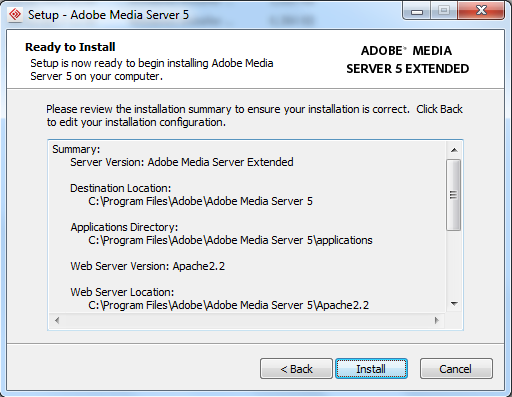 Setup - Adobe Media Server 5
Ready to Install
Setup is now ready to begin installing Adobe Media
Server 5 on your computer.
ADOBE® MEDIA
SERVER 5 EXTENDED
Please review the installation summary to ensure your installation is correct.  Click Back
to edit your installation configuration.
Summary:
Server Version: Adobe Media Server Extended
Destination Location:
C:\Program Files\Adobe\Adobe Media Server 5
Applications Directory:
C:\Program Files\Adobe\Adobe Media Server 5\applications
Web Server Version: Apache2.2
Web Server Location:
C:\Program Files\Adobe\Adobe Media Server 5\Apache2.2
< Back
Install
Cancel